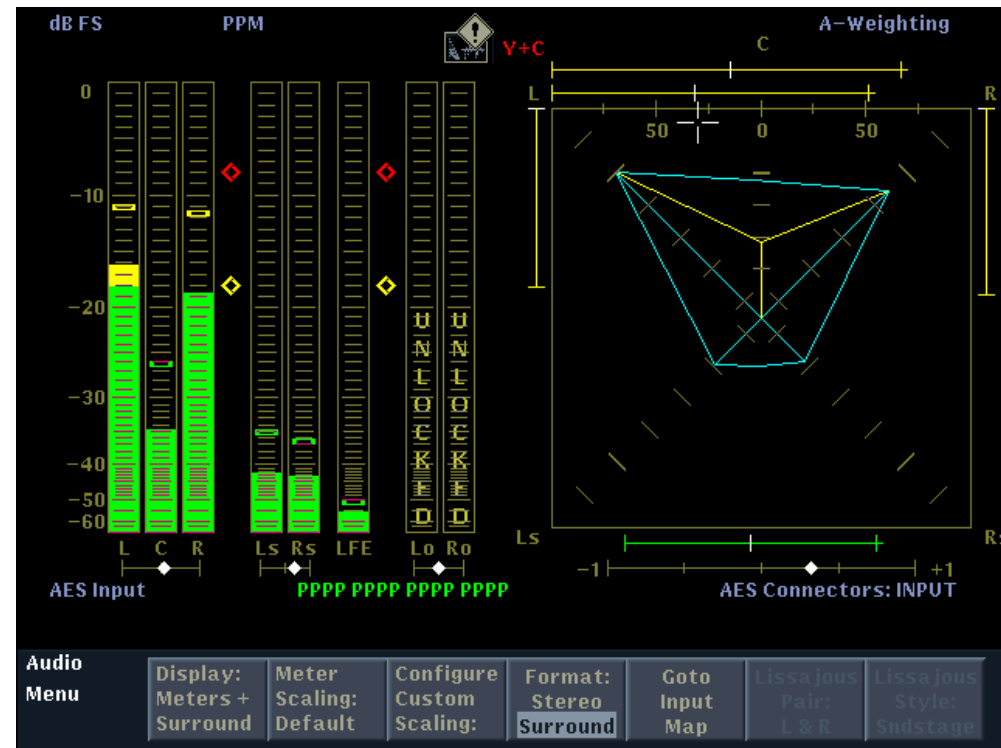 dB FS PPM A-Weighting
Y+C C
L R
0
50 0 50
-10
-20
-30
-40
-50
-60
UNLOCKED UNLOCKED
L C R Ls Rs LFE Lo Ro Ls Rs
-1 +1
AES Input PPPP PPPP PPPP PPPP AES Connectors: INPUT
Audio
Menu
Display:
Meters +
Surround
Meter
Scaling:
Default
Configure
Custom
Scaling:
Format:
Stereo
Surround
Goto
Input
Map
Lissajous
Pair:
L & R
Lissajous
Style:
Sndstage